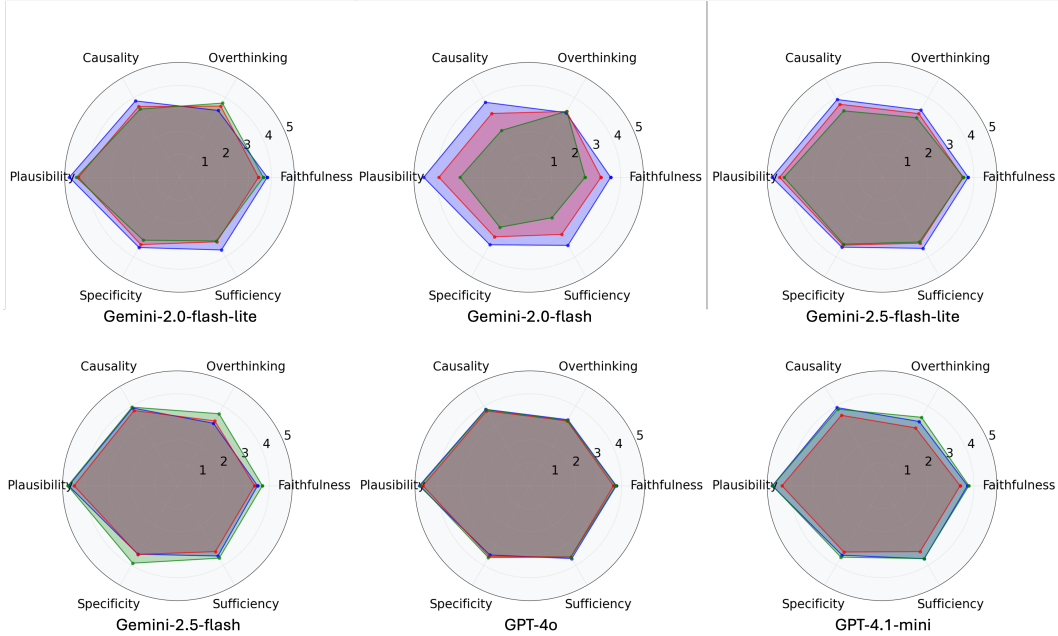 Causality Overthinking
5
4
3
2
1
Plausibility Faithfulness
Specificity Sufficiency
Gemini-2.0-flash-lite
Causality Overthinking
5
4
3
2
1
Plausibility Faithfulness
Specificity Sufficiency
Gemini-2.0-flash
Causality Overthinking
5
4
3
2
1
Plausibility Faithfulness
Specificity Sufficiency
Gemini-2.5-flash-lite
Causality Overthinking
5
4
3
2
1
Plausibility Faithfulness
Specificity Sufficiency
Gemini-2.5-flash
Causality Overthinking
5
4
3
2
1
Plausibility Faithfulness
Specificity Sufficiency
GPT-4o
Causality Overthinking
5
4
3
2
1
Plausibility Faithfulness
Specificity Sufficiency
GPT-4.1-mini